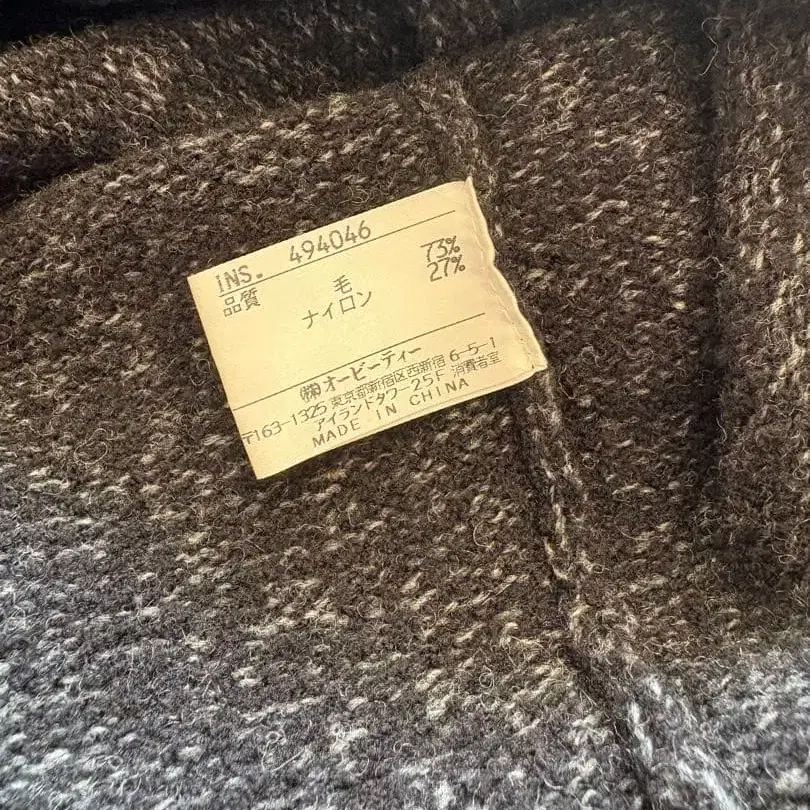 INS. 494046
品質 毛 73%
ナイロン 27%
㈱オービーティー
〒163-1325 東京都新宿区西新宿 6-5-1
アイランドタワー25F 消費者室
MADE IN CHINA